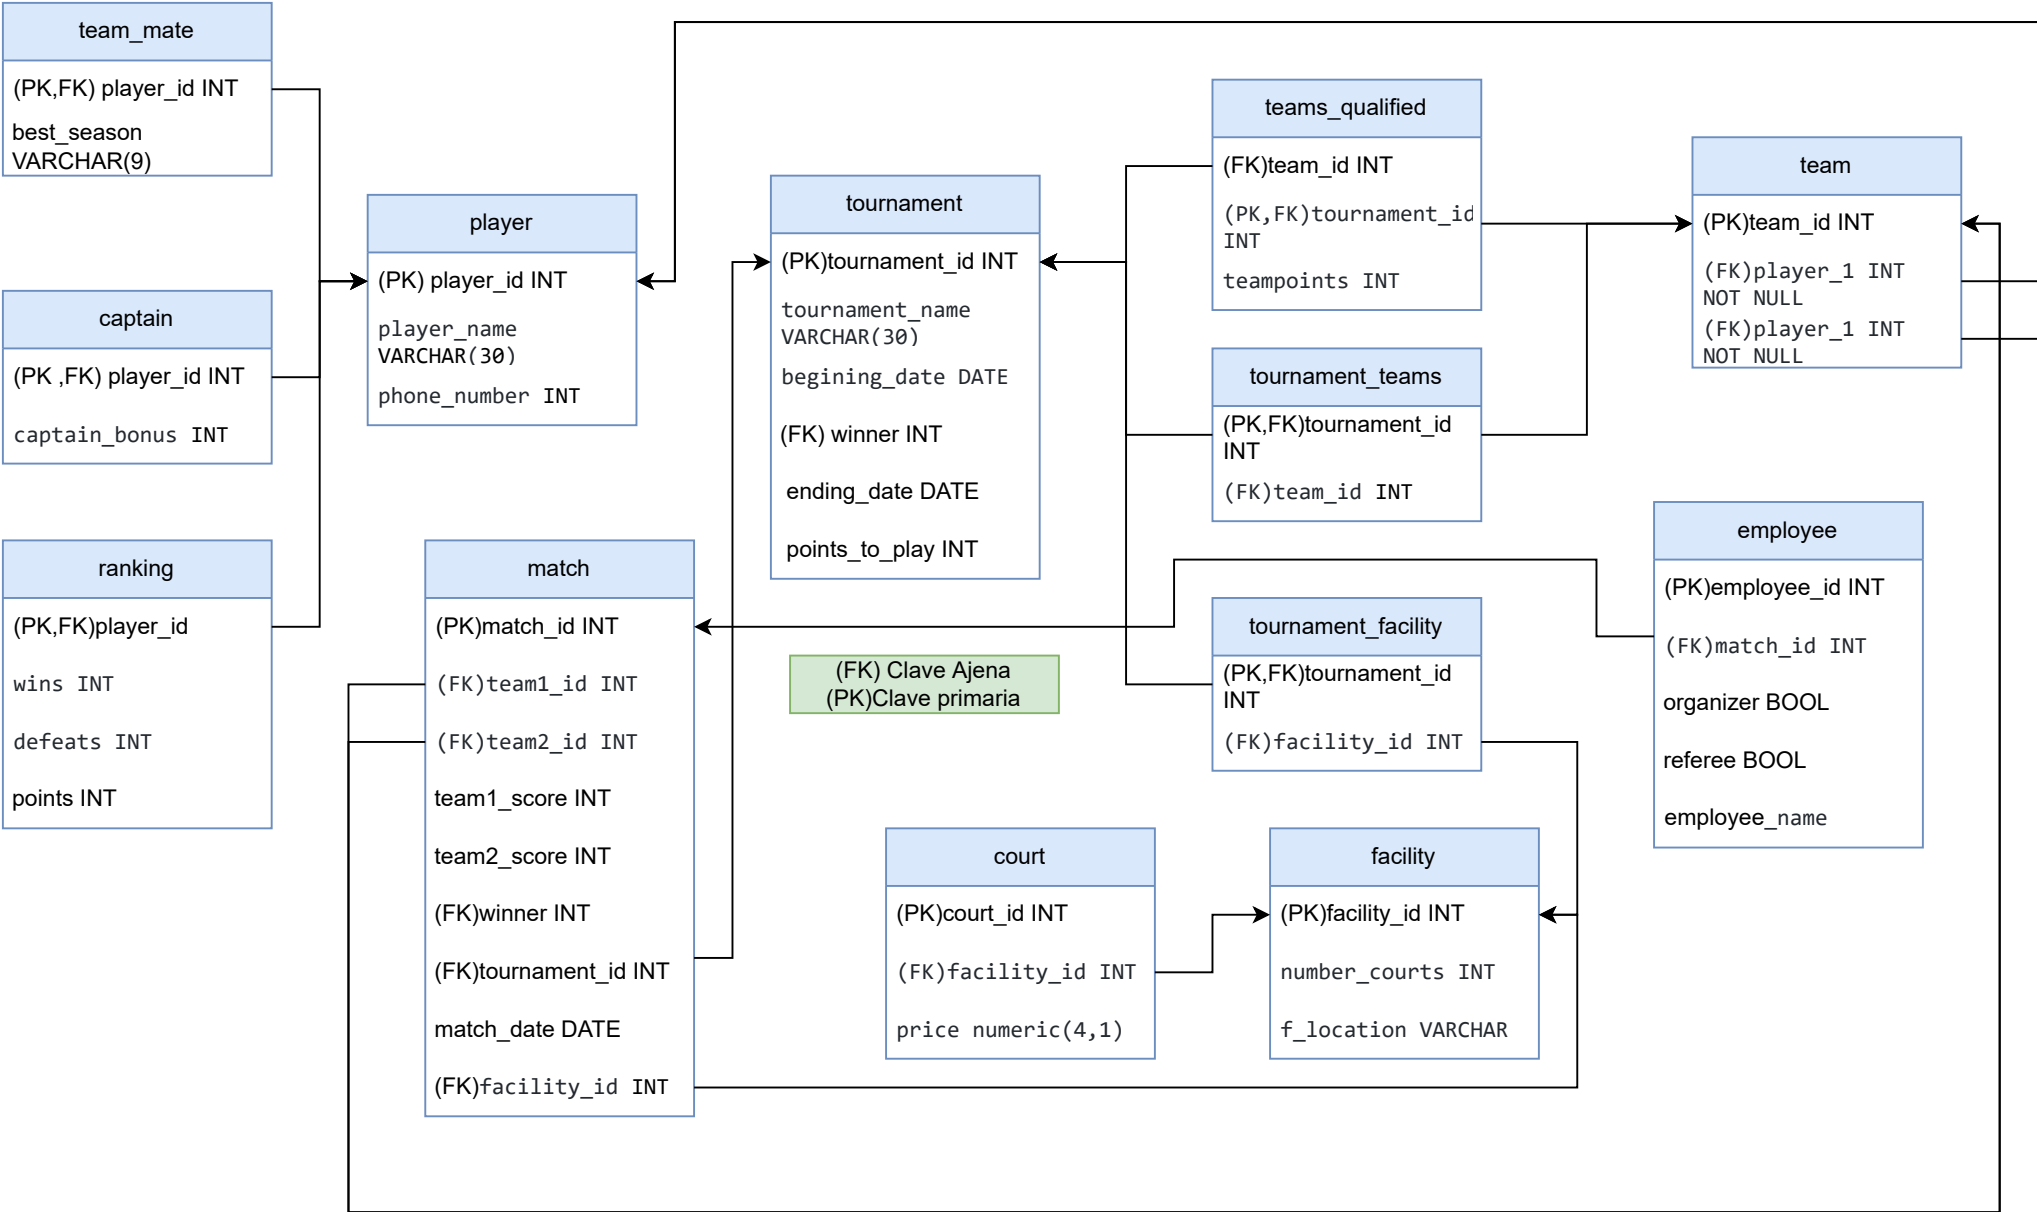 team_mate
(PK,FK) player_id INT
best_season
VARCHAR(9)
captain
(PK ,FK) player_id INT
captain_bonus INT
ranking
(PK,FK)player_id
wins INT
defeats INT
points INT
player
(PK) player_id INT
player_name
VARCHAR(30)
phone_number INT
match
(PK)match_id INT
(FK)team1_id INT
(FK)team2_id INT
team1_score INT
team2_score INT
(FK)winner INT
(FK)tournament_id INT
match_date DATE
(FK)facility_id INT
tournament
(PK)tournament_id INT
tournament_name
VARCHAR(30)
begining_date DATE
(FK) winner INT
ending_date DATE
points_to_play INT
(FK) Clave Ajena
(PK)Clave primaria
court
(PK)court_id INT
(FK)facility_id INT
price numeric(4,1)
teams_qualified
(FK)team_id INT
(PK,FK)tournament_id
INT
teampoints INT
tournament_teams
(PK,FK)tournament_id
INT
(FK)team_id INT
tournament_facility
(PK,FK)tournament_id
INT
(FK)facility_id INT
facility
(PK)facility_id INT
number_courts INT
f_location VARCHAR
team
(PK)team_id INT
(FK)player_1 INT
NOT NULL
(FK)player_1 INT
NOT NULL
employee
(PK)employee_id INT
(FK)match_id INT
organizer BOOL
referee BOOL
employee_name